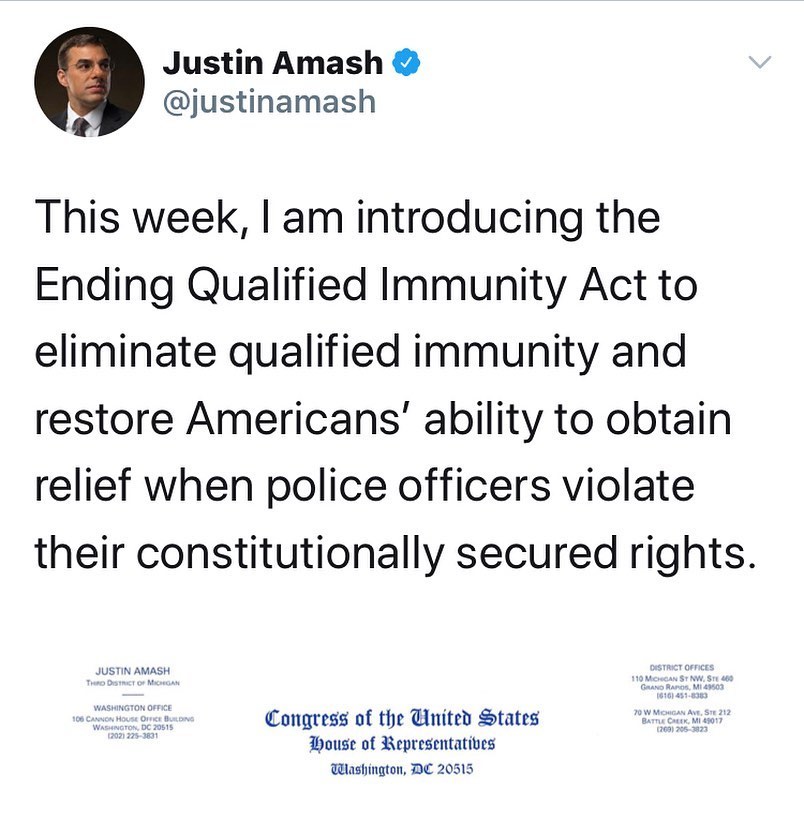 Justin Amash
@justinamash
This week, I am introducing the
Ending Qualified Immunity Act to
eliminate qualified immunity and
restore Americans’ ability to obtain
relief when police officers violate
their constitutionally secured rights.
JUSTIN AMASH
THIRD DISTRICT OF MICHIGAN
WASHINGTON OFFICE
106 CANNON HOUSE OFFICE BUILDING
WASHINGTON, DC 20515
(202) 225-3831
Congress of the United States
House of Representatives
Washington, DC 20515
DISTRICT OFFICES
110 MICHIGAN ST NW, STE 460
GRAND RAPIDS, MI 49503
(616) 451-8383
70 W MICHIGAN AVE, STE 212
BATTLE CREEK, MI 49017
(269) 205-3823